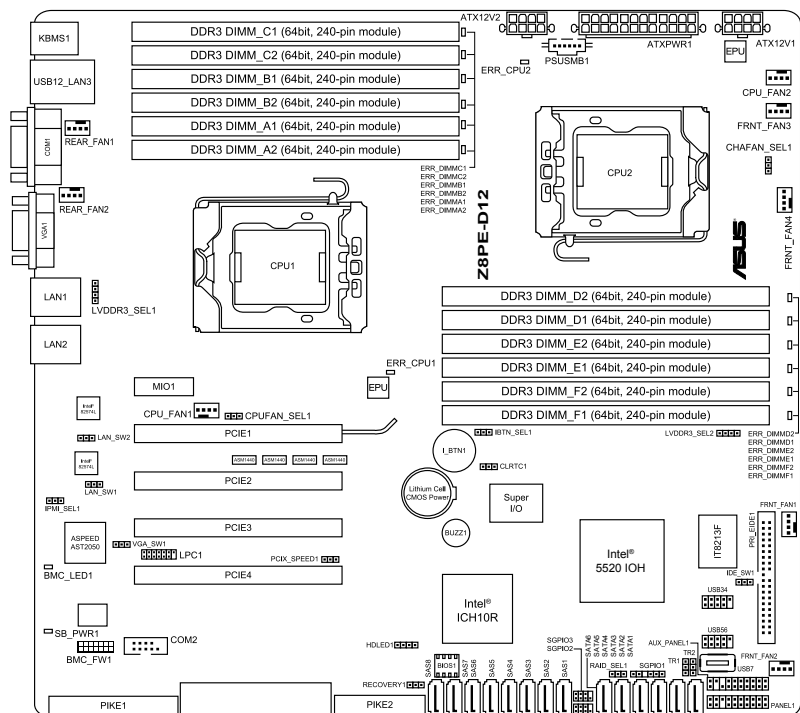 ATX12V2
KBMS1
DDR3 DIMM_C1 (64bit, 240-pin module)
PSUSMB1
ATXPWR1
EPU
ATX12V1
DDR3 DIMM_C2 (64bit, 240-pin module)
ERR_CPU2
USB12_LAN3
DDR3 DIMM_B1 (64bit, 240-pin module)
CPU_FAN2
DDR3 DIMM_B2 (64bit, 240-pin module)
COM1
REAR_FAN1
DDR3 DIMM_A1 (64bit, 240-pin module)
FRNT_FAN3
DDR3 DIMM_A2 (64bit, 240-pin module)
CHAFAN_SEL1
ERR_DIMMC1
ERR_DIMMC2
ERR_DIMMB1
ERR_DIMMB2
ERR_DIMMA1
ERR_DIMMA2
CPU2
REAR_FAN2
VGA1
FRNT_FAN4
Z8PE-D12
ASUS
CPU1
LAN1
LVDDR3_SEL1
DDR3 DIMM_D2 (64bit, 240-pin module)
DDR3 DIMM_D1 (64bit, 240-pin module)
LAN2
DDR3 DIMM_E2 (64bit, 240-pin module)
ERR_CPU1
DDR3 DIMM_E1 (64bit, 240-pin module)
MIO1
EPU
DDR3 DIMM_F2 (64bit, 240-pin module)
Intel®
82574L
CPU_FAN1
CPUFAN_SEL1
DDR3 DIMM_F1 (64bit, 240-pin module)
LAN_SW2
PCIE1
IBTN_SEL1
LVDDR3_SEL2
ERR_DIMMD2
ERR_DIMMD1
ERR_DIMME2
ERR_DIMME1
ERR_DIMMF2
ERR_DIMMF1
I_BTN1
Intel®
82574L
ASM1440 ASM1440 ASM1440 ASM1440
CLRTC1
LAN_SW1
PCIE2
Lithium Cell
CMOS Power
Super
I/O
IPMI_SEL1
FRNT_FAN1
PRI_EIDE1
PCIE3
ASPEED
AST2050
BUZZ1
IT8213F
VGA_SW1
LPC1
PCIX_SPEED1
Intel®
5520 IOH
BMC_LED1
PCIE4
IDE_SW1
USB34
Intel®
ICH10R
SB_PWR1
COM2
HDLED1
USB56
BMC_FW1
SGPIO3
SGPIO2
SATA6
SATA5
SATA4
SATA3
SATA2
SATA1
AUX_PANEL1
TR2
TR1
USB7
FRNT_FAN2
RECOVERY1
SAS8
BIOS1
SAS7
SAS6
SAS5
SAS4
SAS3
SAS2
SAS1
RAID_SEL1
SGPIO1
PIKE1
PIKE2
PANEL1